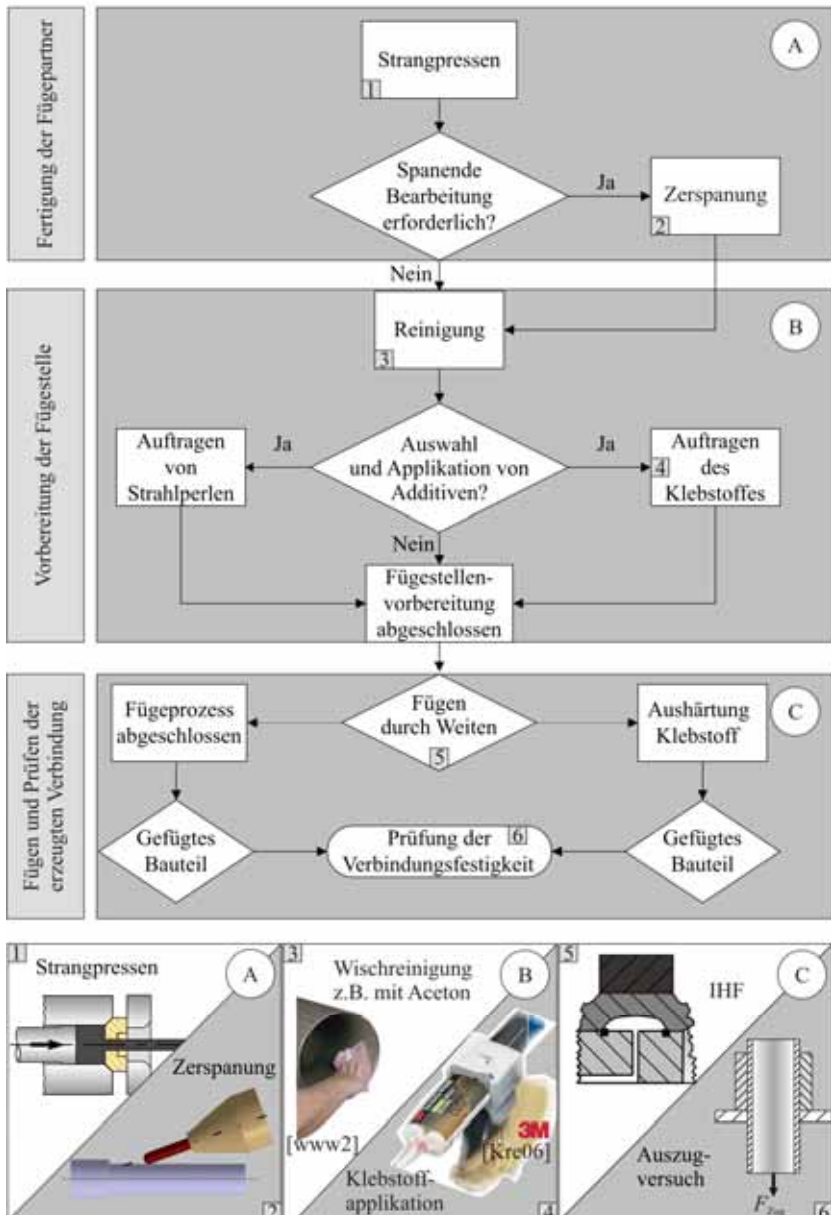 Fertigung der Fügepartner
A
Strangpressen
1
Spanende
Bearbeitung
erforderlich?
Ja
Zerspanung
2
Nein
Vorbereitung der Fügestelle
B
Reinigung
3
Auftragen
von
Strahlperlen
Ja
Auswahl
und Applikation von
Additiven?
Ja
4
Auftragen
des
Klebstoffes
Nein
Fügestellen-
vorbereitung
abgeschlossen
Fügen und Prüfen der
erzeugten Verbindung
C
Fügeprozess
abgeschlossen
Fügen
durch Weiten
5
Aushärtung
Klebstoff
Gefügtes
Bauteil
Prüfung der
Verbindungsfestigkeit
6
Gefügtes
Bauteil
1
Strangpressen
A
Zerspanung
2
3
Wischreinigung
z.B. mit Aceton
B
[www2]
3M
[Kre06]
Klebstoff-
applikation
4
5
IHF
C
Auszug-
versuch
F Zug
6